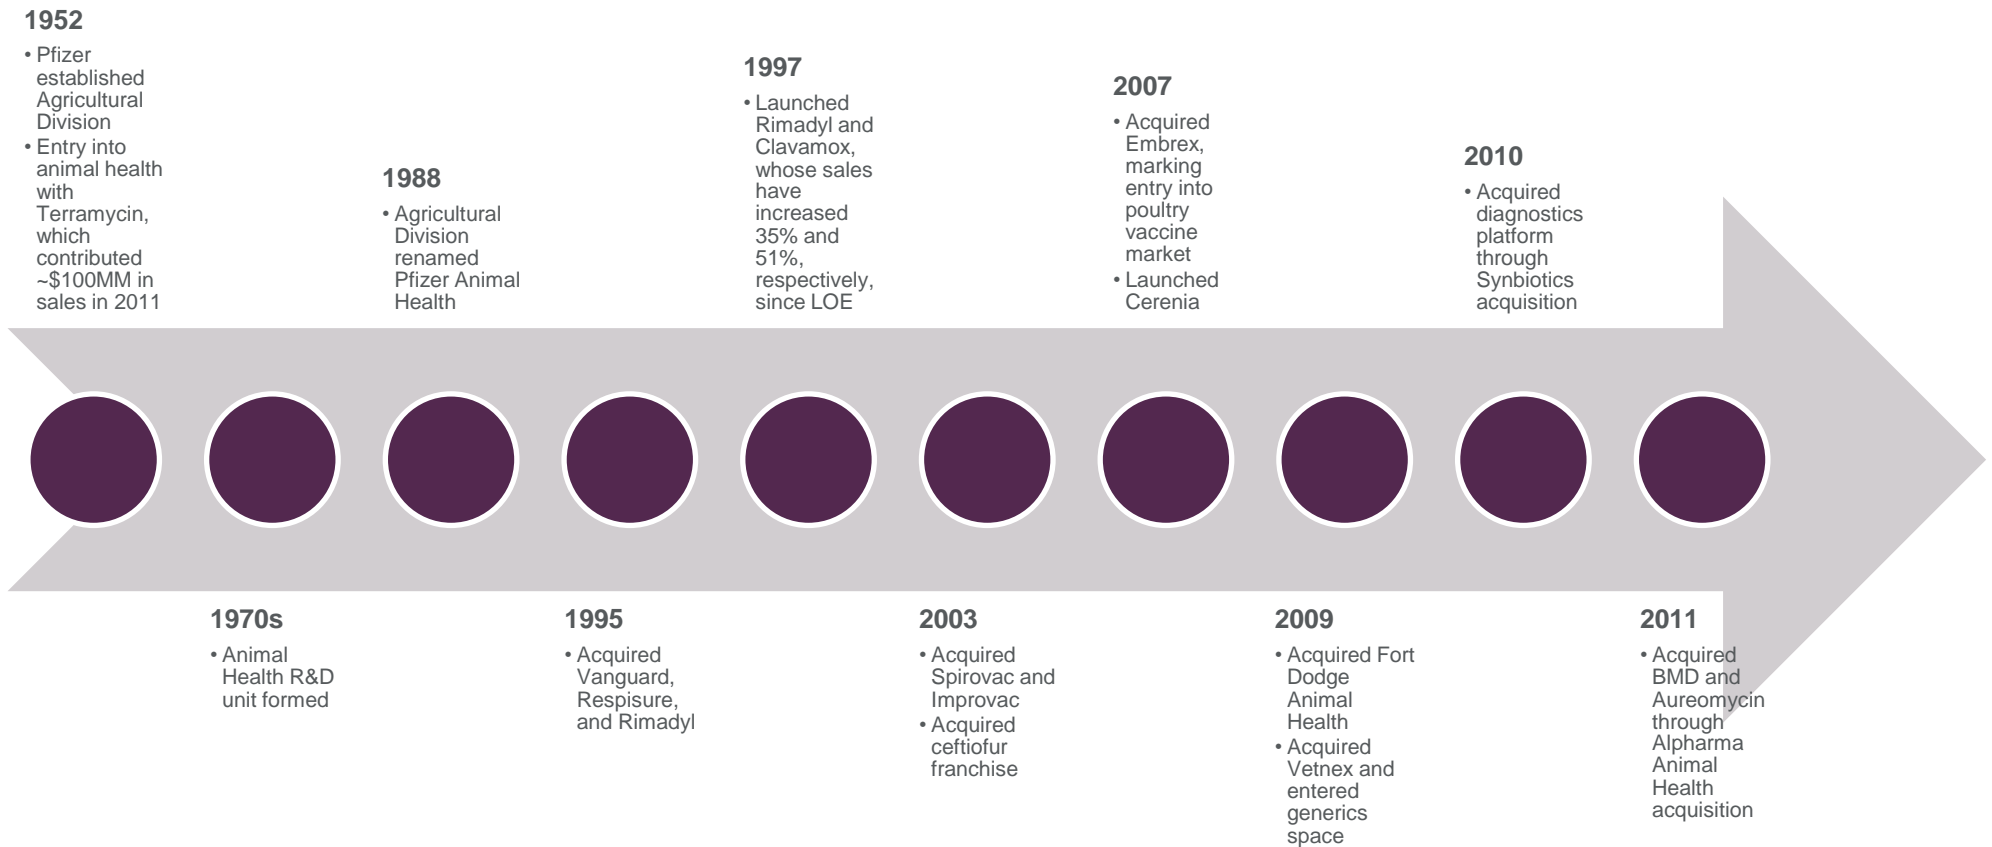 1952
• Pfizer
established
Agricultural
Division
• Entry into
animal health
with
Terramycin,
which
contributed
~$100MM in
sales in 2011
1988
• Agricultural
Division
renamed
Pfizer Animal
Health
1997
• Launched
Rimadyl and
Clavamox,
whose sales
have
increased
35% and
51%,
respectively,
since LOE
2007
• Acquired
Embrex,
marking
entry into
poultry
vaccine
market
• Launched
Cerenia
2010
• Acquired
diagnostics
platform
through
Synbiotics
acquisition
1970s
• Animal
Health R&D
unit formed
1995
• Acquired
Vanguard,
Respisure,
and Rimadyl
2003
• Acquired
Spirovac and
Improvac
• Acquired
ceftiofur
franchise
2009
• Acquired Fort
Dodge
Animal
Health
• Acquired
Vetnex and
entered
generics
space
2011
• Acquired
BMD and
Aureomycin
through
Alpharma
Animal
Health
acquisition